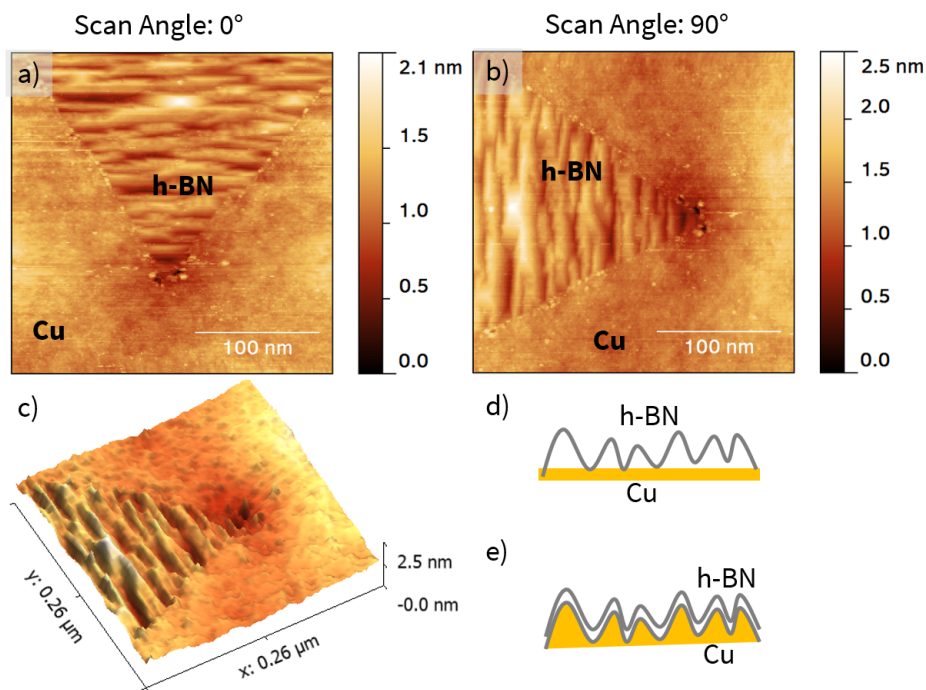 Scan Angle: 0°
Scan Angle: 90°
a)
h-BN
Cu
100 nm
2.1 nm
1.5
1.0
0.5
0.0
b)
h-BN
Cu
100 nm
2.5 nm
2.0
1.5
1.0
0.5
0.0
c)
y: 0.26 µm
x: 0.26 µm
2.5 nm
-0.0 nm
d)
h-BN
Cu
e)
h-BN
Cu